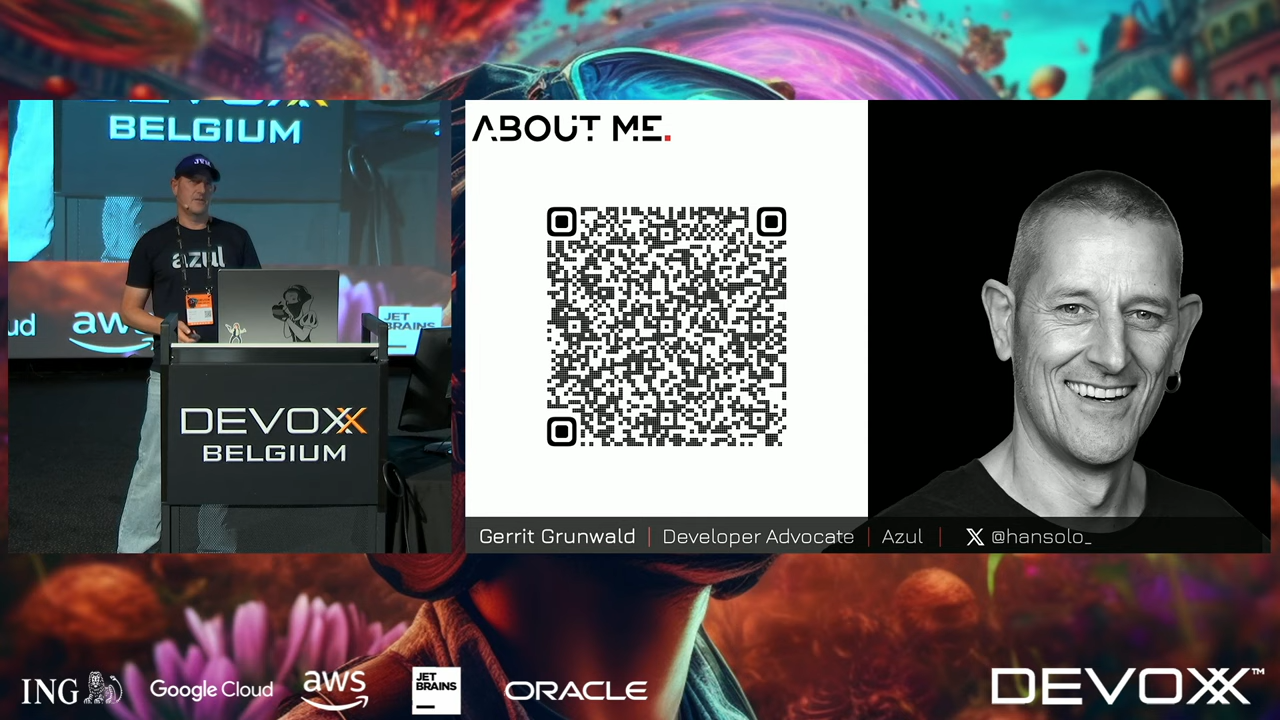 BELGIUM
azul
aws
JET
BRAINS
DEVOXX
BELGIUM
ABOUT ME.
Gerrit Grunwald | Developer Advocate | Azul | X @hansolo_
ING
Google Cloud
aws
JET
BRAINS
ORACLE
DEVOXX™